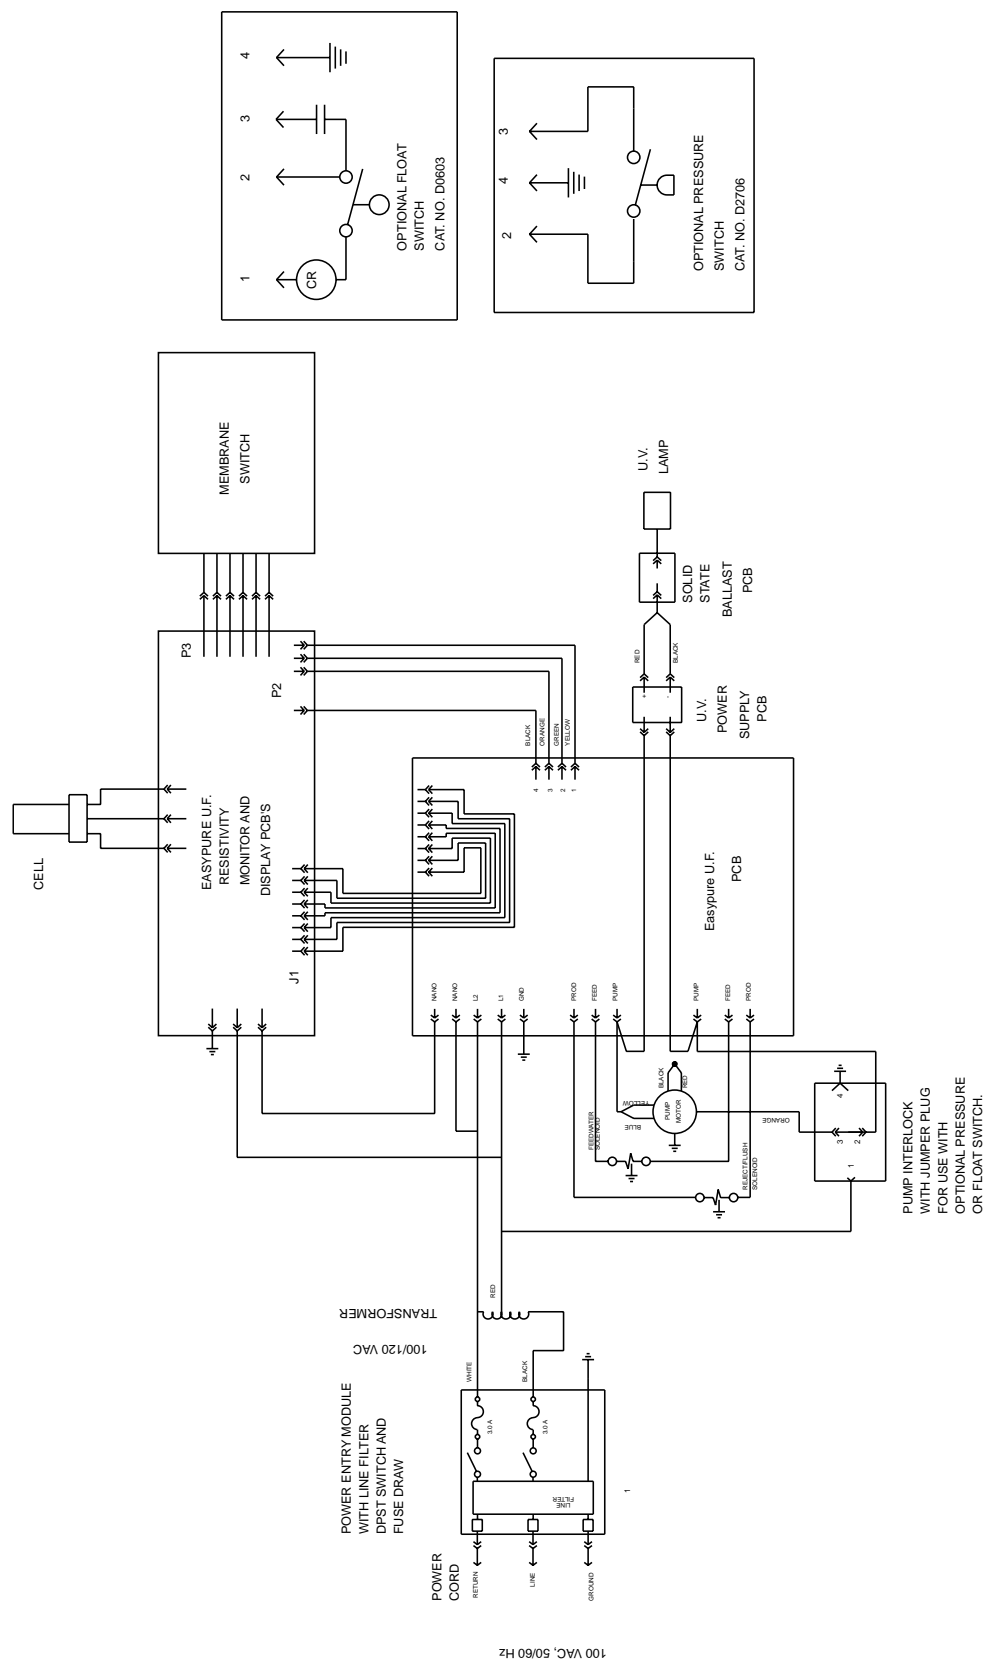 4
3
2
1
CR
OPTIONAL FLOAT
SWITCH
CAT. NO. D0603
3
4
2
OPTIONAL PRESSURE
SWITCH
CAT. NO. D2706
MEMBRANE
SWITCH
P3
P2
CELL
EASYPURE U.F.
RESISTIVITY
MONITOR AND
DISPLAY PCB'S
J1
U.V.
LAMP
SOLID
STATE
BALLAST
PCB
RED
BLACK
+
-
U.V.
POWER
SUPPLY
PCB
BLACK
ORANGE
GREEN
YELLOW
4
3
2
1
Easypure U.F.
PCB
NANO
NANO
L2
L1
GND
PROD
FEED
PUMP
PUMP
FEED
PROD
BLACK
RED
YELLOW
BLUE
PUMP
MOTOR
ORANGE
FEEDWATER
SOLENOID
REJECT/FLUSH
SOLENOID
4
3
2
1
PUMP INTERLOCK
WITH JUMPER PLUG
FOR USE WITH
OPTIONAL PRESSURE
OR FLOAT SWITCH.
RED
TRANSFORMER
100/120 VAC
WHITE
BLACK
POWER ENTRY MODULE
WITH LINE FILTER
DPST SWITCH AND
FUSE DRAW
3.0 A
3.0 A
LINE
FILTER
1
POWER
CORD
RETURN
LINE
GROUND
100 VAC, 50/60 Hz